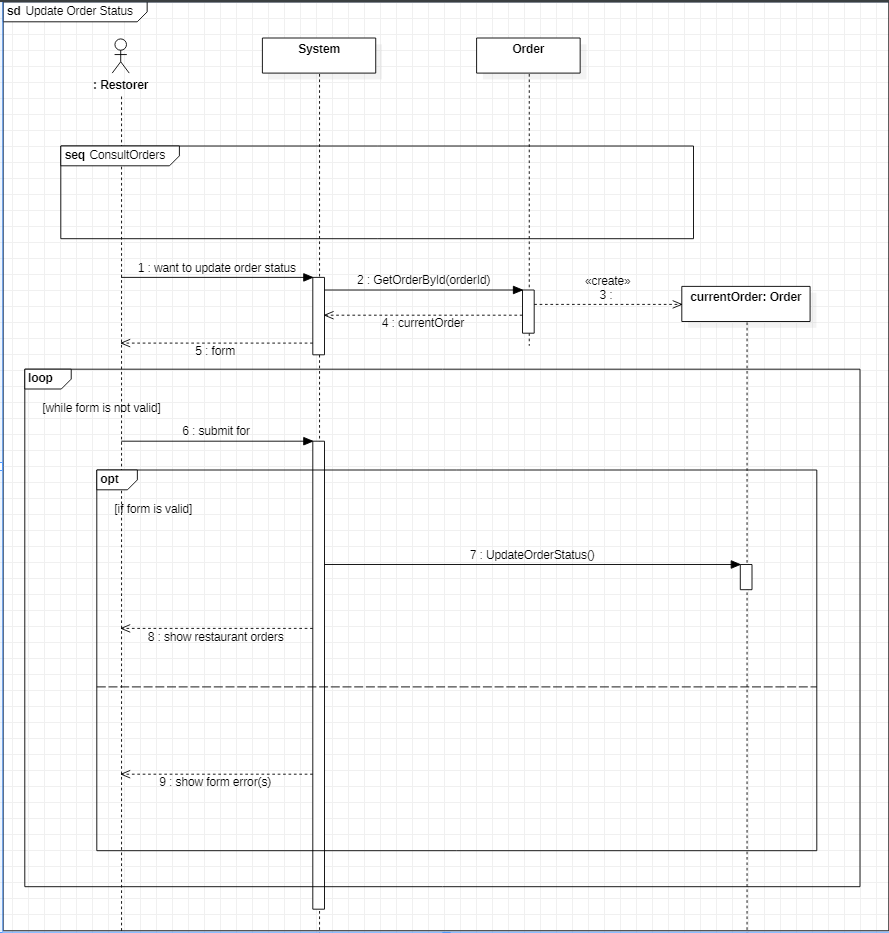 sd Update Order Status
System
Order
: Restorer
seq ConsultOrders
1 : want to update order status
2 : GetOrderById(orderId)
«create»
3 :
currentOrder: Order
4 : currentOrder
5 : form
loop
[while form is not valid]
6 : submit for
opt
[if form is valid]
7 : UpdateOrderStatus()
8 : show restaurant orders
9 : show form error(s)